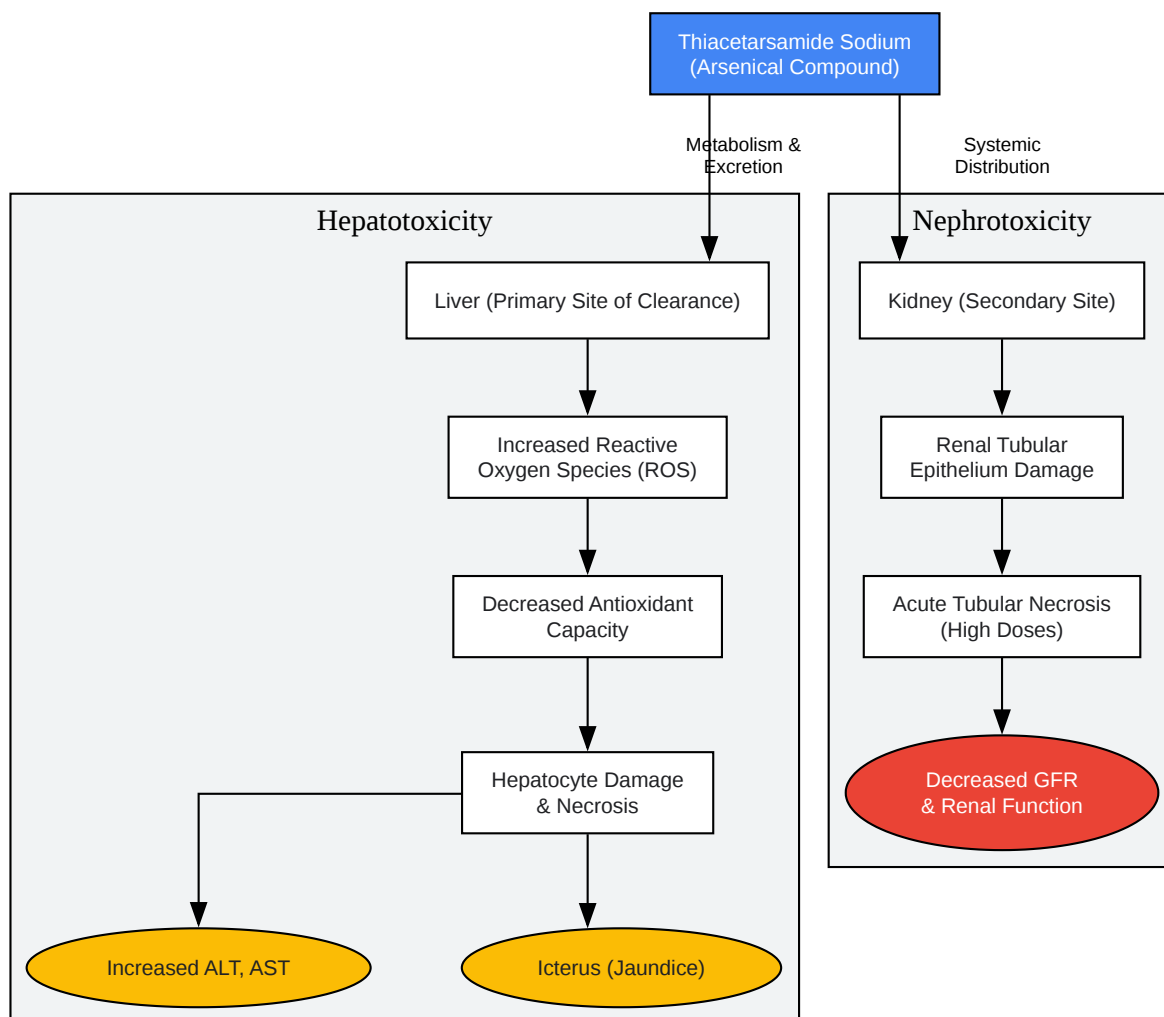 Thiacetarsamide Sodium
(Arsenical Compound)
Metabolism &
Excretion
Systemic
Distribution
Hepatotoxicity
Liver (Primary Site of Clearance)
Increased Reactive
Oxygen Species (ROS)
Decreased Antioxidant
Capacity
Hepatocyte Damage
& Necrosis
Increased ALT, AST
Icterus (Jaundice)
Nephrotoxicity
Kidney (Secondary Site)
Renal Tubular
Epithelium Damage
Acute Tubular Necrosis
(High Doses)
Decreased GFR
& Renal Function